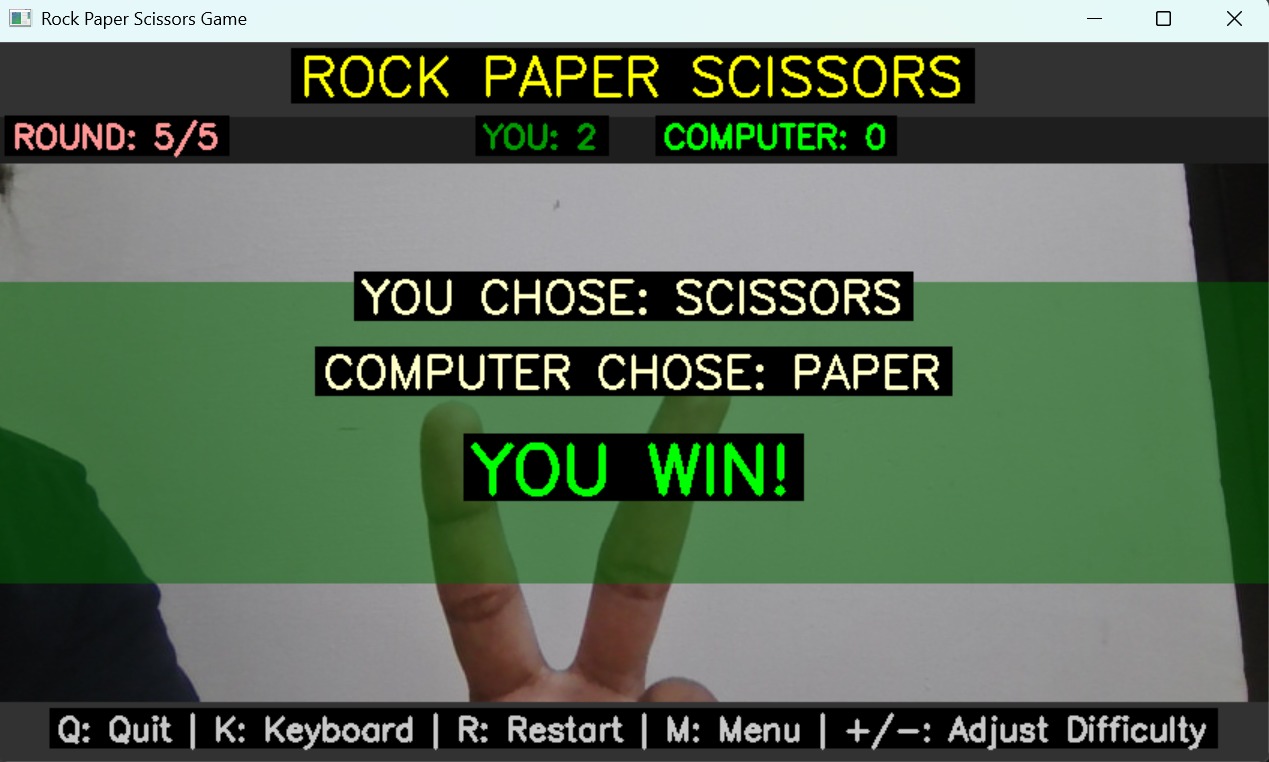 Rock Paper Scissors Game
ROCK PAPER SCISSORS
ROUND: 5/5 YOU: 2 COMPUTER: 0
YOU CHOSE: SCISSORS
COMPUTER CHOSE: PAPER
YOU WIN!
Q: Quit | K: Keyboard | R: Restart | M: Menu | +/-: Adjust Difficulty